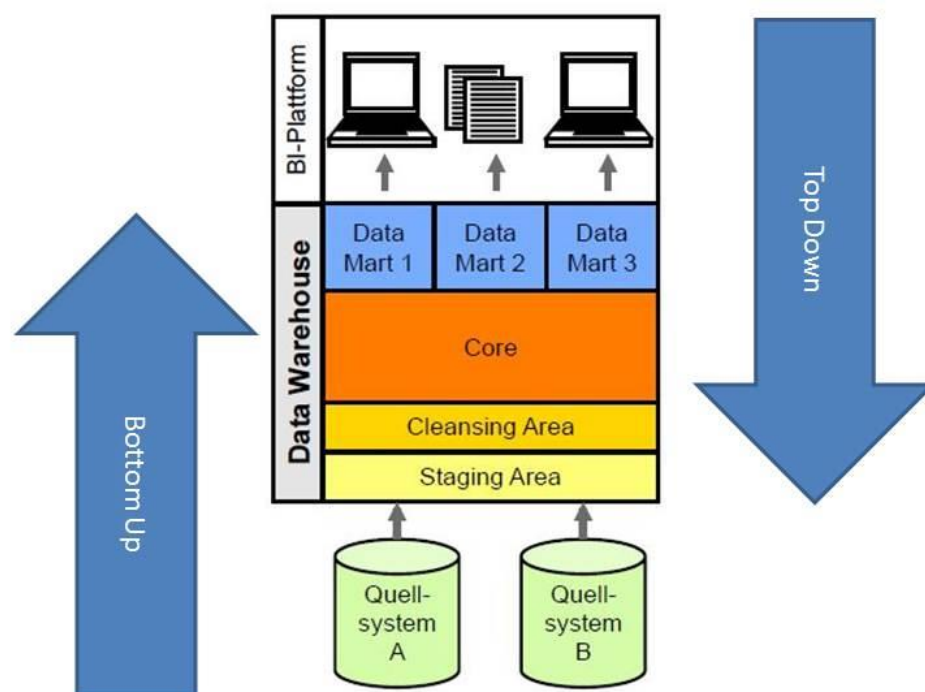 BI-Plattform
Top Down
Data Warehouse
Data
Mart 1
Data
Mart 2
Data
Mart 3
Core
Cleansing Area
Staging Area
Bottom Up
Quell-
system
A
Quell-
system
B